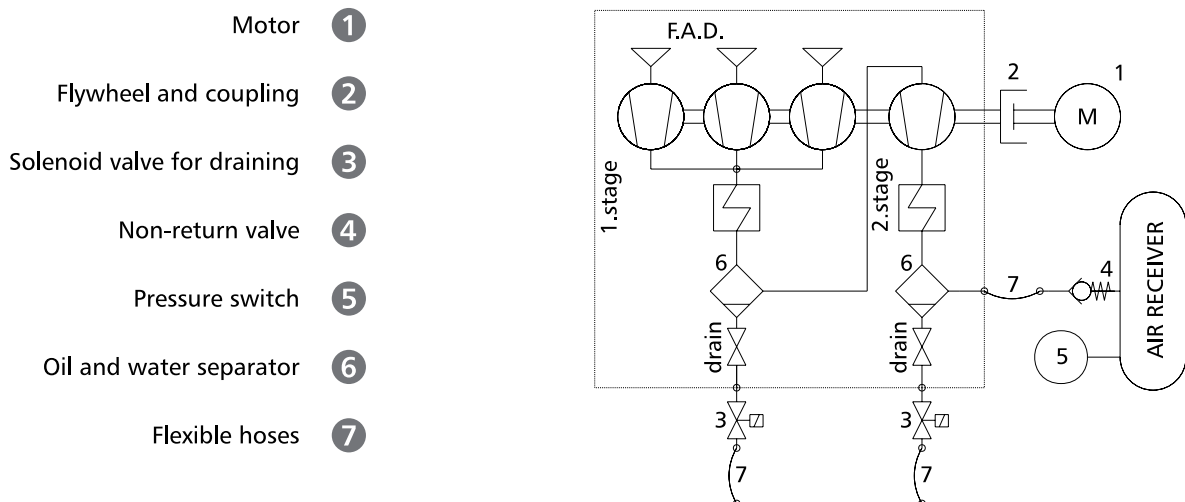 Motor 1
Flywheel and coupling 2
Solenoid valve for draining 3
Non-return valve 4
Pressure switch 5
Oil and water separator 6
Flexible hoses 7
F.A.D.
2
1
M
1.stage
2.stage
6
6
7
4
AIR RECEIVER
drain
drain
5
3
3
7
7